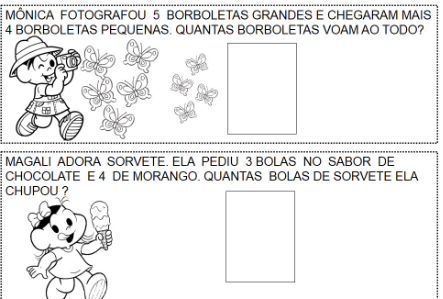 MÔNICA FOTOGRAFOU 5 BORBOLETAS GRANDES E CHEGARAM MAIS
4 BORBOLETAS PEQUENAS. QUANTAS BORBOLETAS VOAM AO TODO?
MAGALI ADORA SORVETE. ELA PEDIU 3 BOLAS NO SABOR DE
CHOCOLATE E 4 DE MORANGO. QUANTAS BOLAS DE SORVETE ELA
CHUPOU ?